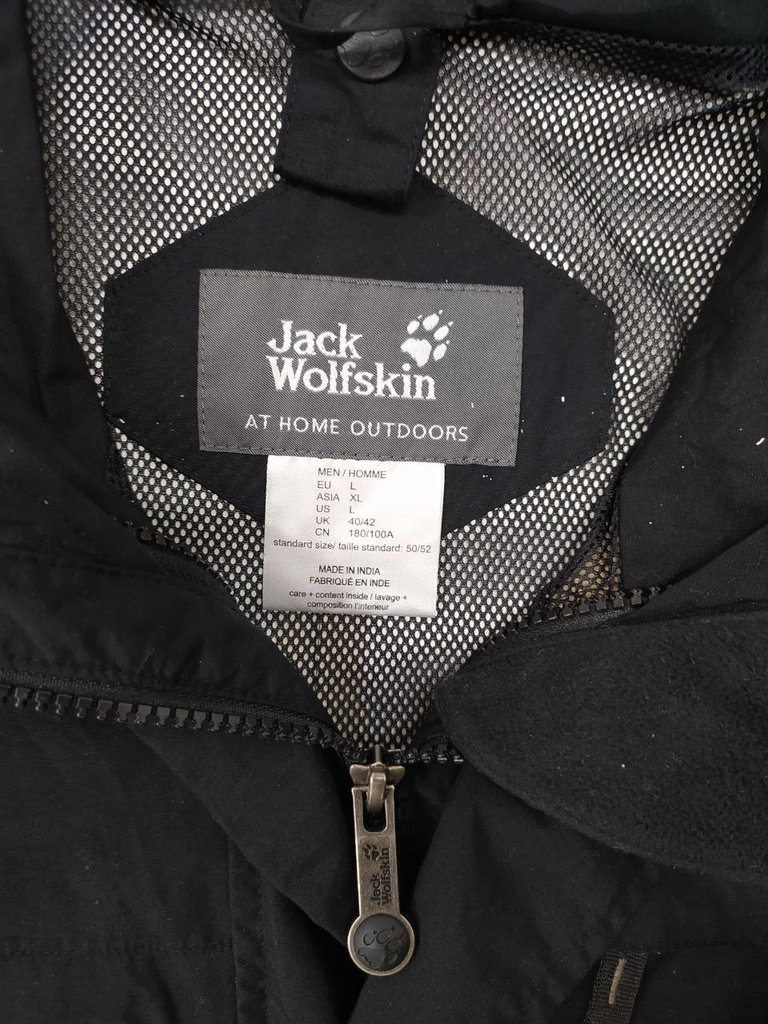 Jack
Wolfskin
AT HOME OUTDOORS
MEN / HOMME
EU L
ASIA XL
US L
UK 40/42
CN 180/100A
standard size/ taille standard: 50/52
MADE IN INDIA
FABRIQUÉ EN INDE
care + content inside / lavage +
composition l'interieur
Jack
Wolfskin